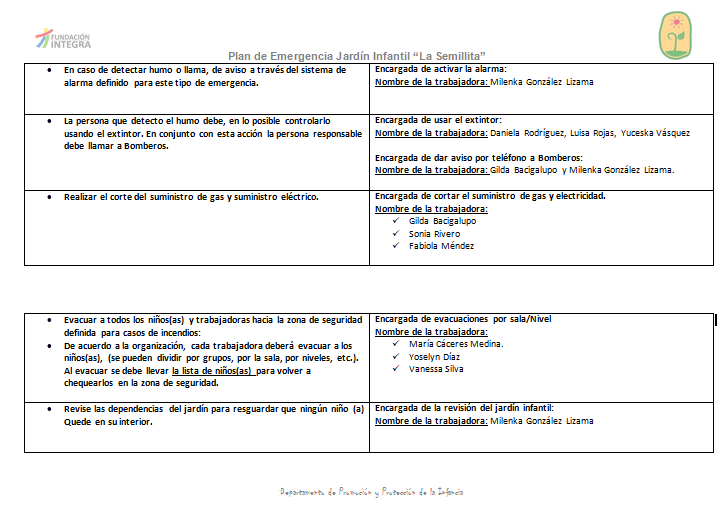 FUNDACIÓN
INTEGRA
Plan de Emergencia Jardín Infantil “La Semillita”
• En caso de detectar humo o llama, de aviso a través del sistema de
alarma definido para este tipo de emergencia.
Encargada de activar la alarma:
Nombre de la trabajadora: Milenka González Lizama
• La persona que detecto el humo debe, en lo posible controlarlo
usando el extintor. En conjunto con esta acción la persona responsable
debe llamar a Bomberos.
Encargada de usar el extintor:
Nombre de la trabajadora: Daniela Rodríguez, Luisa Rojas, Yuceska Vásquez
Encargada de dar aviso por teléfono a Bomberos:
Nombre de la trabajadora: Gilda Bacigalupo y Milenka González Lizama.
• Realizar el corte del suministro de gas y suministro eléctrico.
Encargada de cortar el suministro de gas y electricidad.
Nombre de la trabajadora:
✓ Gilda Bacigalupo
✓ Sonia Rivero
✓ Fabiola Méndez
• Evacuar a todos los niños(as) y trabajadoras hacia la zona de seguridad
definida para casos de incendios:
• De acuerdo a la organización, cada trabajadora deberá evacuar a los
niños(as), (se pueden dividir por grupos, por la sala, por niveles, etc.).
Al evacuar se debe llevar la lista de niños(as) para volver a
chequearlos en la zona de seguridad.
Encargada de evacuaciones por sala/Nivel
Nombre de la trabajadora:
✓ María Cáceres Medina.
✓ Yoselyn Díaz
✓ Vanessa Silva
• Revise las dependencias del jardín para resguardar que ningún niño (a)
Quede en su interior.
Encargada de la revisión del jardín infantil:
Nombre de la trabajadora: Milenka González Lizama
Departamento de Promoción y Protección de la Infancia